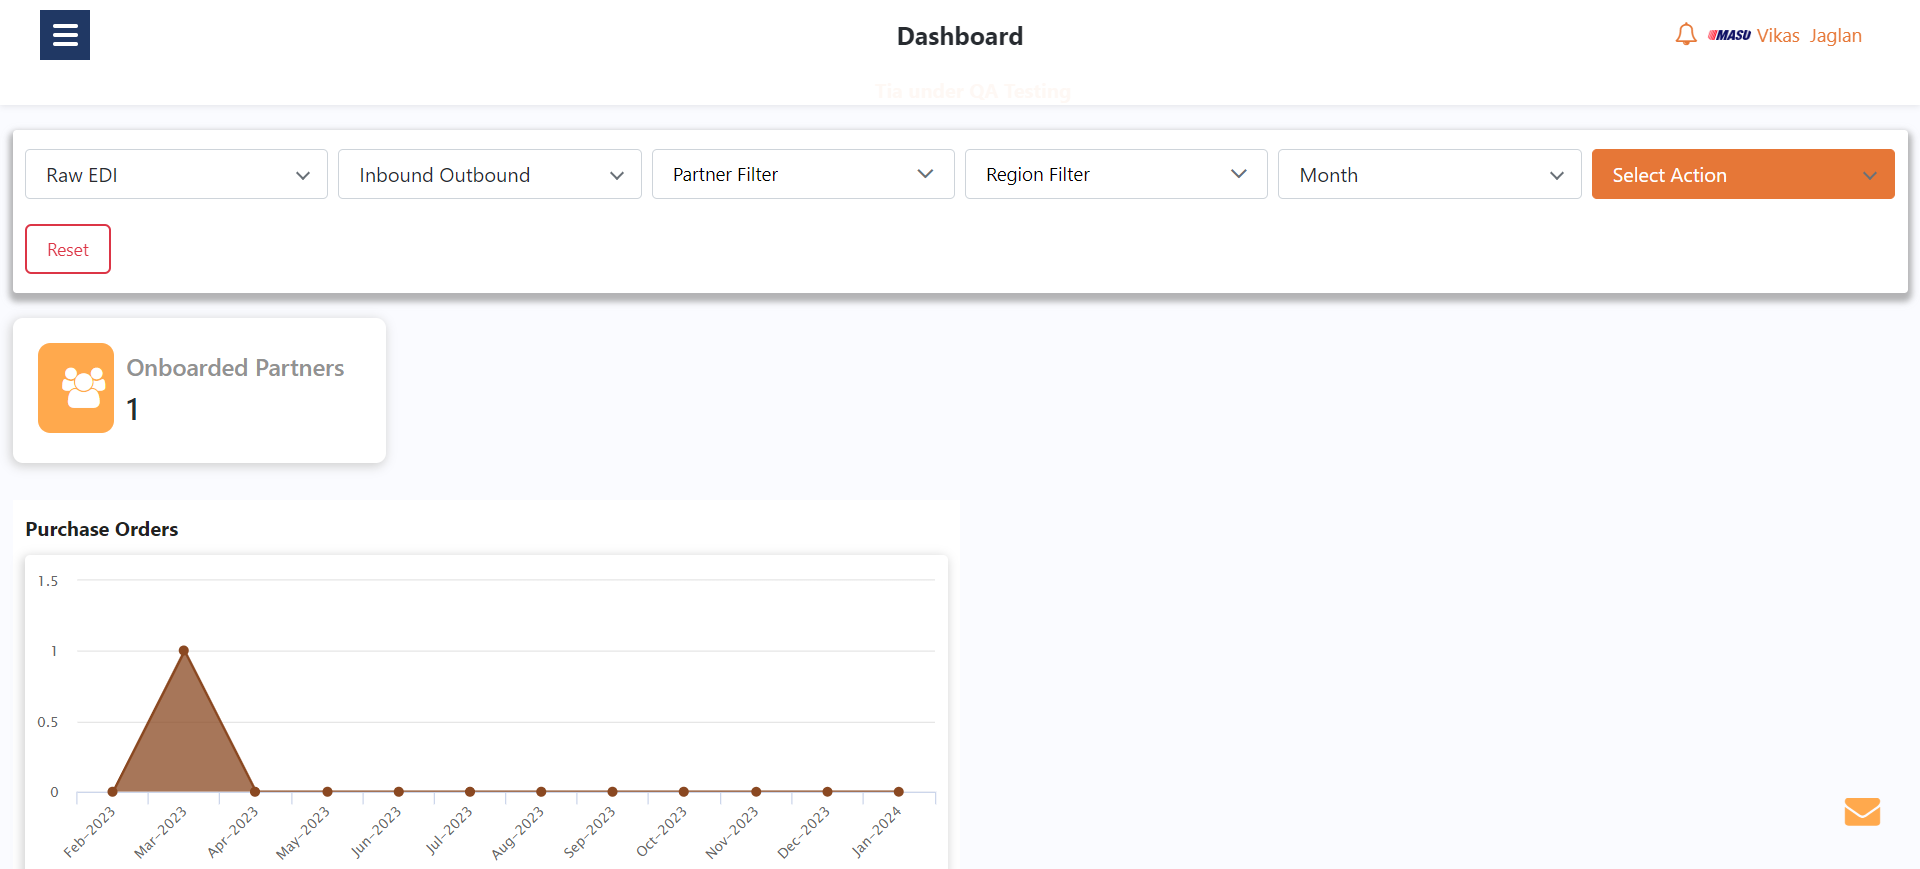 Dashboard
MASU Vikas Jaglan
Tia under QA Testing
Raw EDI
Inbound Outbound
Partner Filter
Region Filter
Month
Select Action
Reset
Onboarded Partners
1
Purchase Orders
1.5
1
0.5
0
Feb-2023
Mar-2023
Apr-2023
May-2023
Jun-2023
Jul-2023
Aug-2023
Sep-2023
Oct-2023
Nov-2023
Dec-2023
Jan-2024